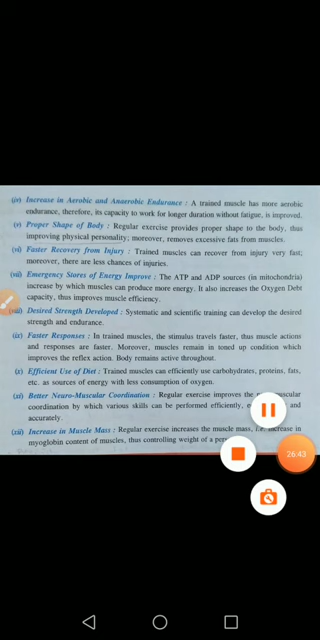 (iv) Increase in Aerobic and Anaerobic Endurance : A trained muscle has more aerobic
endurance, therefore, its capacity to work for longer duration without fatigue, is improved.
(v) Proper Shape of Body : Regular exercise provides proper shape to the body, thus
improving physical personality; moreover, removes excessive fats from muscles.
(vi) Faster Recovery from Injury : Trained muscles can recover from injury very fast;
moreover, there are less chances of injuries.
(vii) Emergency Stores of Energy Improve : The ATP and ADP sources (in mitochondria)
increase by which muscles can produce more energy. It also increases the Oxygen Debt
capacity, thus improves muscle efficiency.
Desired Strength Developed : Systematic and scientific training can develop the desired
strength and endurance.
(ix) Faster Responses : In trained muscles, the stimulus travels faster, thus muscle actions
and responses are faster. Moreover, muscles remain in toned up condition which
improves the reflex action. Body remains active throughout.
(x) Efficient Use of Diet : Trained muscles can efficiently use carbohydrates, proteins, fats,
etc. as sources of energy with less consumption of oxygen.
(xi) Better Neuro-Muscular Coordination : Regular exercise improves the
coordination by which various skills can be performed efficiently, and
accurately.
(xii) Increase in Muscle Mass : Regular exercise increases the muscle mass, i.e. increase in
myoglobin content of muscles, thus controlling weight of a
26:43